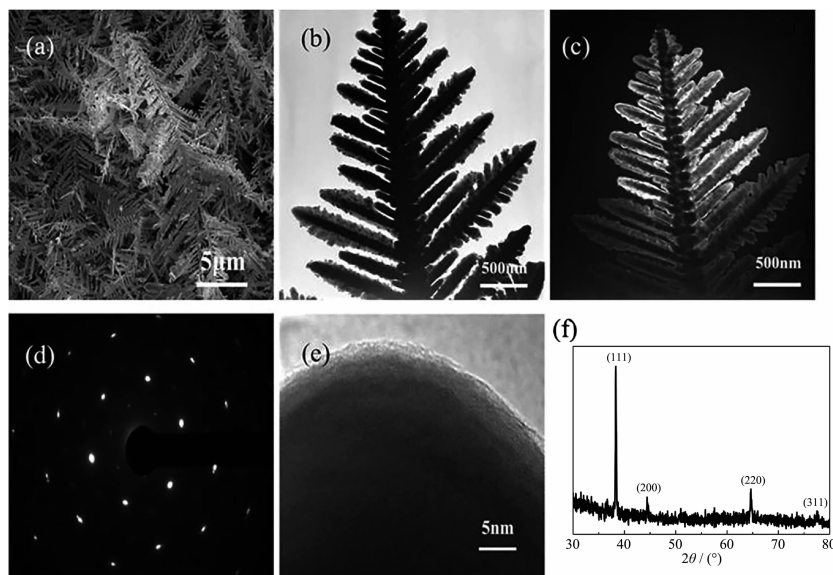 (a)
5μm
(b)
500nm
(c)
500nm
(d)
(e)
5nm
(f)
(111)
(200)
(220)
(311)
30 40 50 60 70 80
2θ / (°)